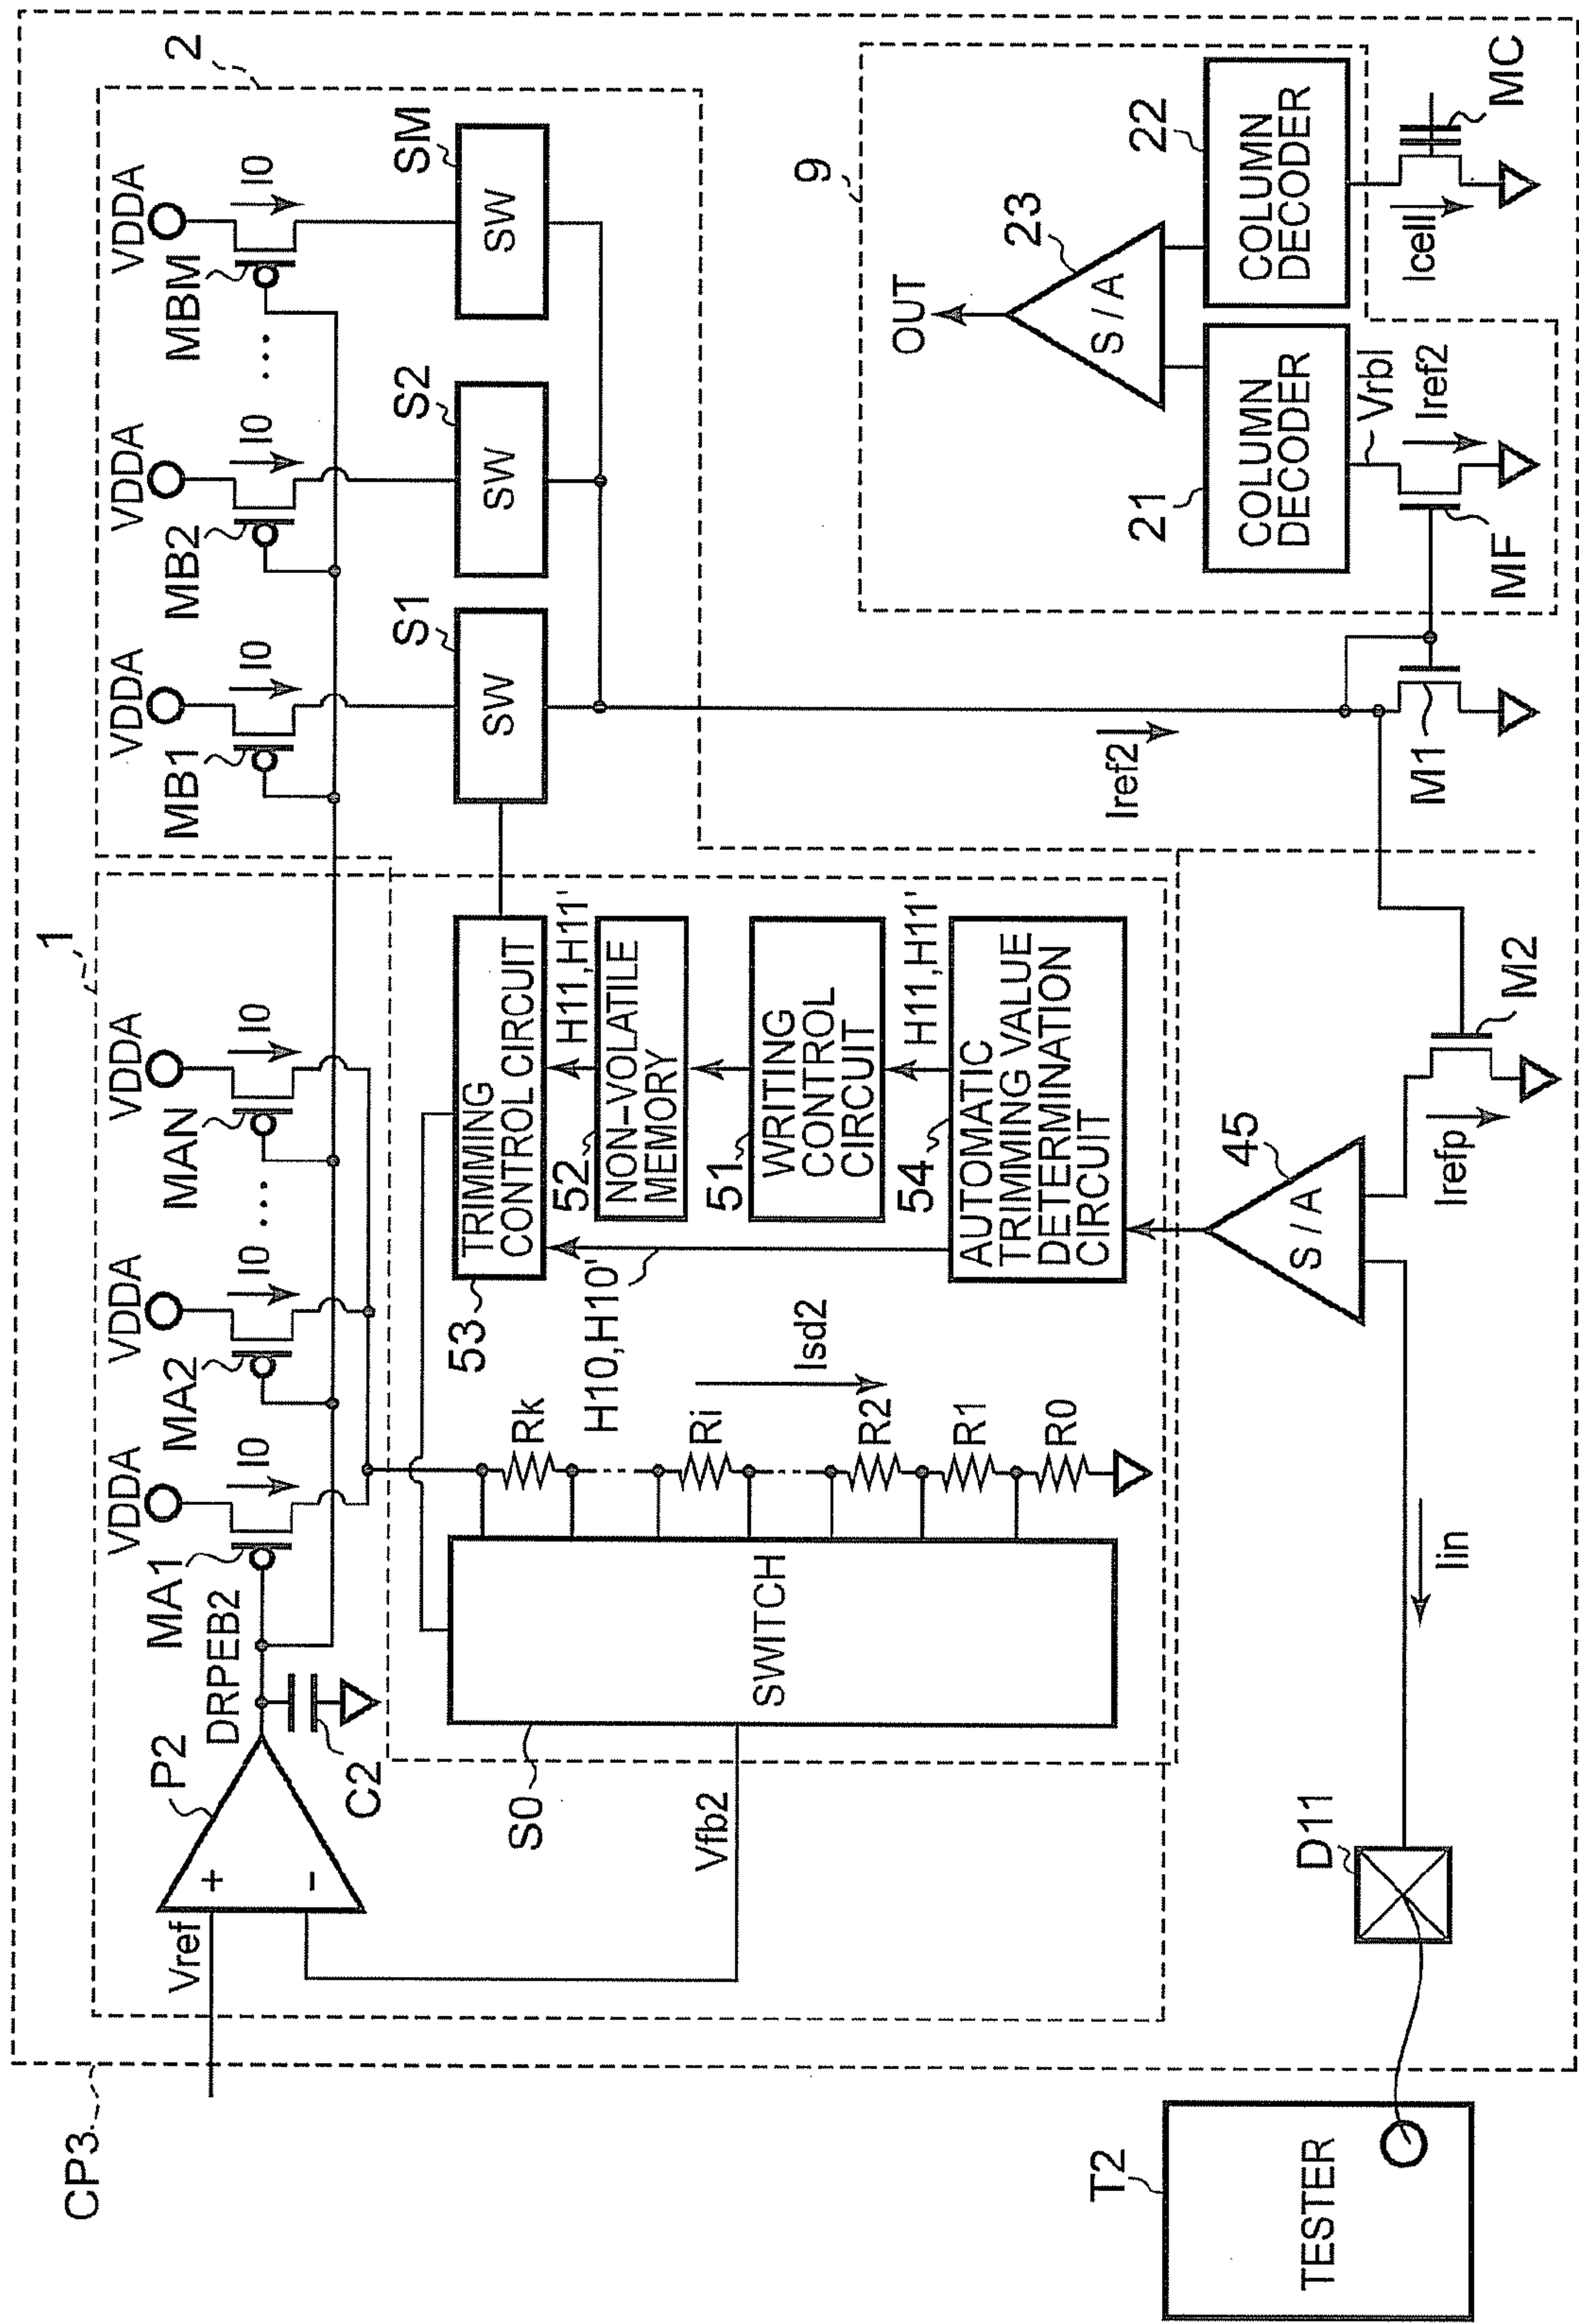 CP3
1
2
VDDA
VDDA
VDDA
VDDA
VDDA
VDDA
MA1
I0
MA2
I0
...
MAN
I0
MB1
I0
MB2
I0
...
MBM
I0
Vref
+
-
P2
DRPEB2
C2
S1
SW
S2
SW
SM
SW
S0
SWITCH
Vfb2
Rk
Ri
R2
R1
R0
Isd2
53
TRIMMING
CONTROL CIRCUIT
H10,H10'
H11,H11'
52
NON-VOLATILE
MEMORY
51
WRITING
CONTROL
CIRCUIT
H11,H11'
54
AUTOMATIC
TRIMMING VALUE
DETERMINATION
CIRCUIT
Iref2
9
OUT
23
S/A
21
COLUMN
DECODER
22
COLUMN
DECODER
Vrbl
Iref2
Icell
M1
MF
MC
45
S/A
Irefp
M2
Iin
D11
T2
TESTER